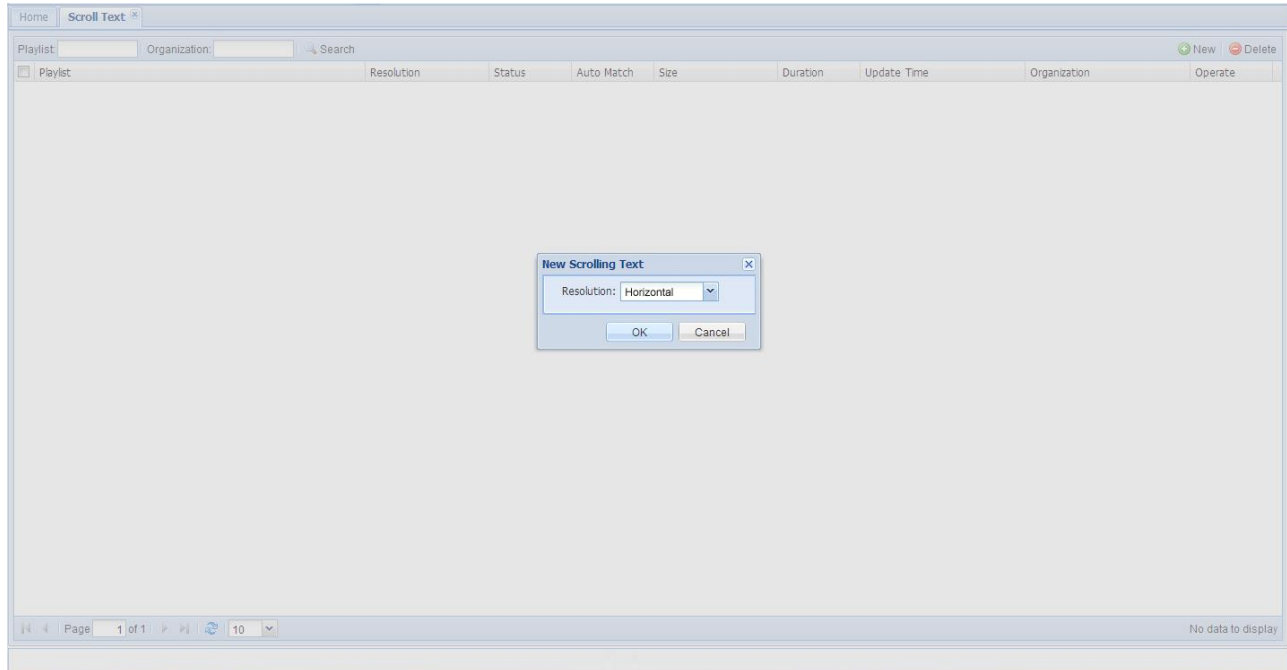 Home Scroll Text
Playlist: Organization: Search New Delete
Playlist Resolution Status Auto Match Size Duration Update Time Organization Operate
New Scrolling Text
Resolution: Horizontal
OK Cancel
Page 1 of 1 10 No data to display